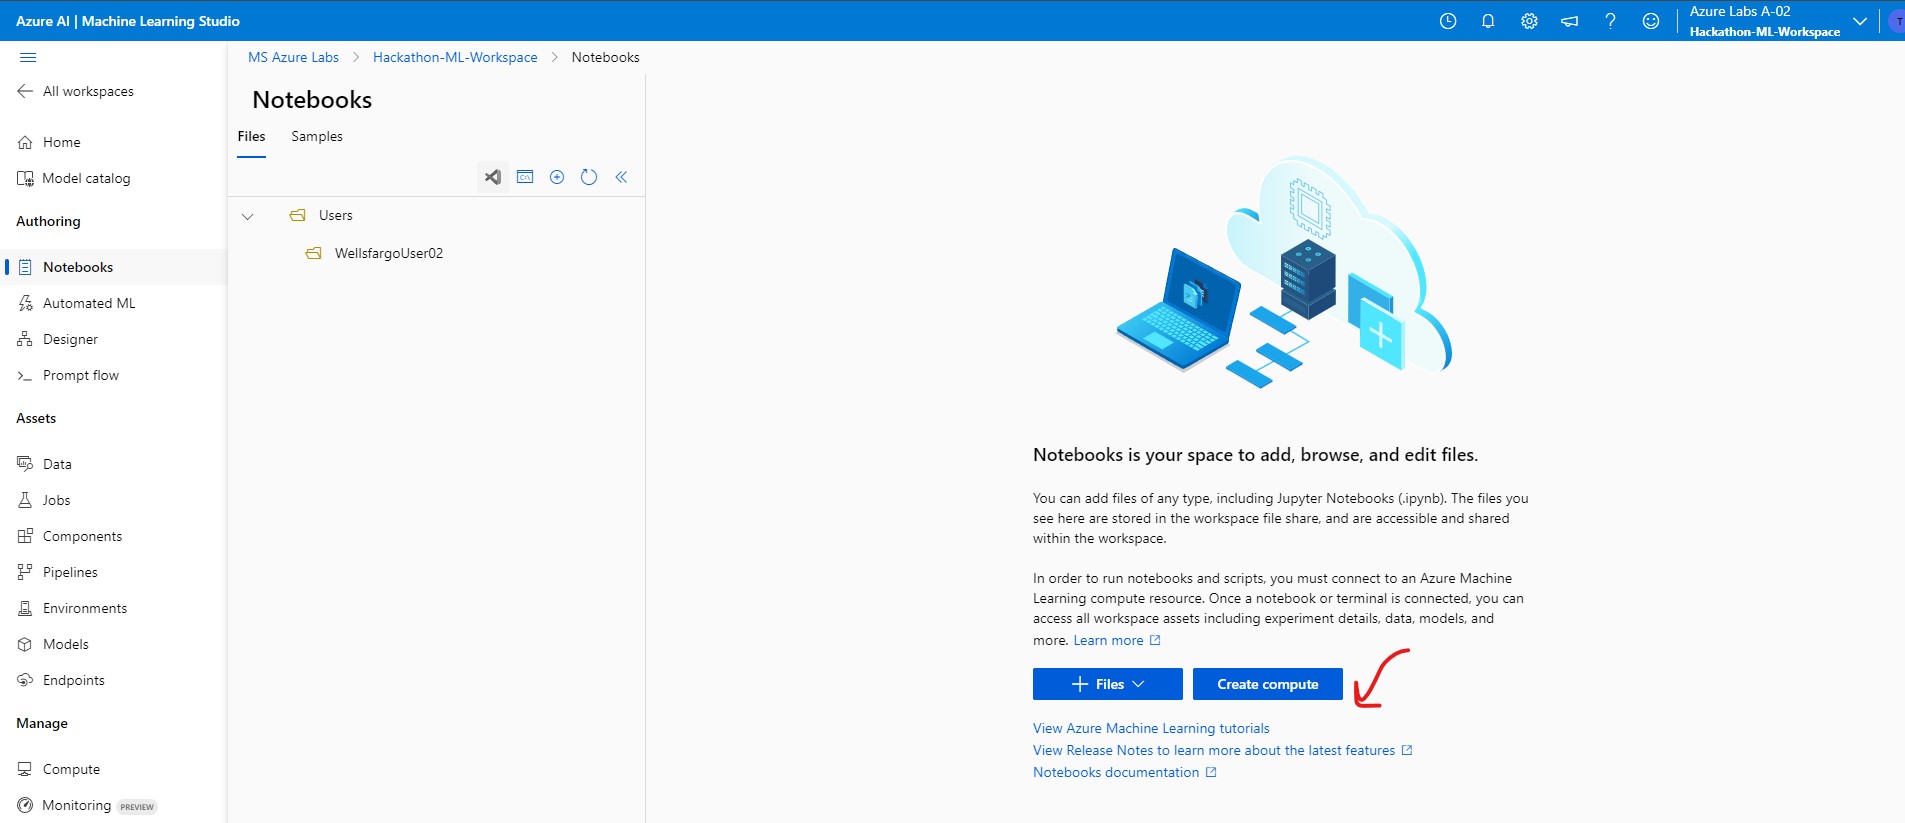 Azure AI | Machine Learning Studio
Azure Labs A-02
Hackathon-ML-Workspace
T
All workspaces
Home
Model catalog
Authoring
Notebooks
Automated ML
Designer
Prompt flow
Assets
Data
Jobs
Components
Pipelines
Environments
Models
Endpoints
Manage
Compute
Monitoring PREVIEW
MS Azure Labs > Hackathon-ML-Workspace > Notebooks
Notebooks
Files Samples
Users
WellsfargoUser02
Notebooks is your space to add, browse, and edit files.
You can add files of any type, including Jupyter Notebooks (.ipynb). The files you
see here are stored in the workspace file share, and are accessible and shared
within the workspace.
In order to run notebooks and scripts, you must connect to an Azure Machine
Learning compute resource. Once a notebook or terminal is connected, you can
access all workspace assets including experiment details, data, models, and
more. Learn more
+ Files Create compute
View Azure Machine Learning tutorials
View Release Notes to learn more about the latest features
Notebooks documentation